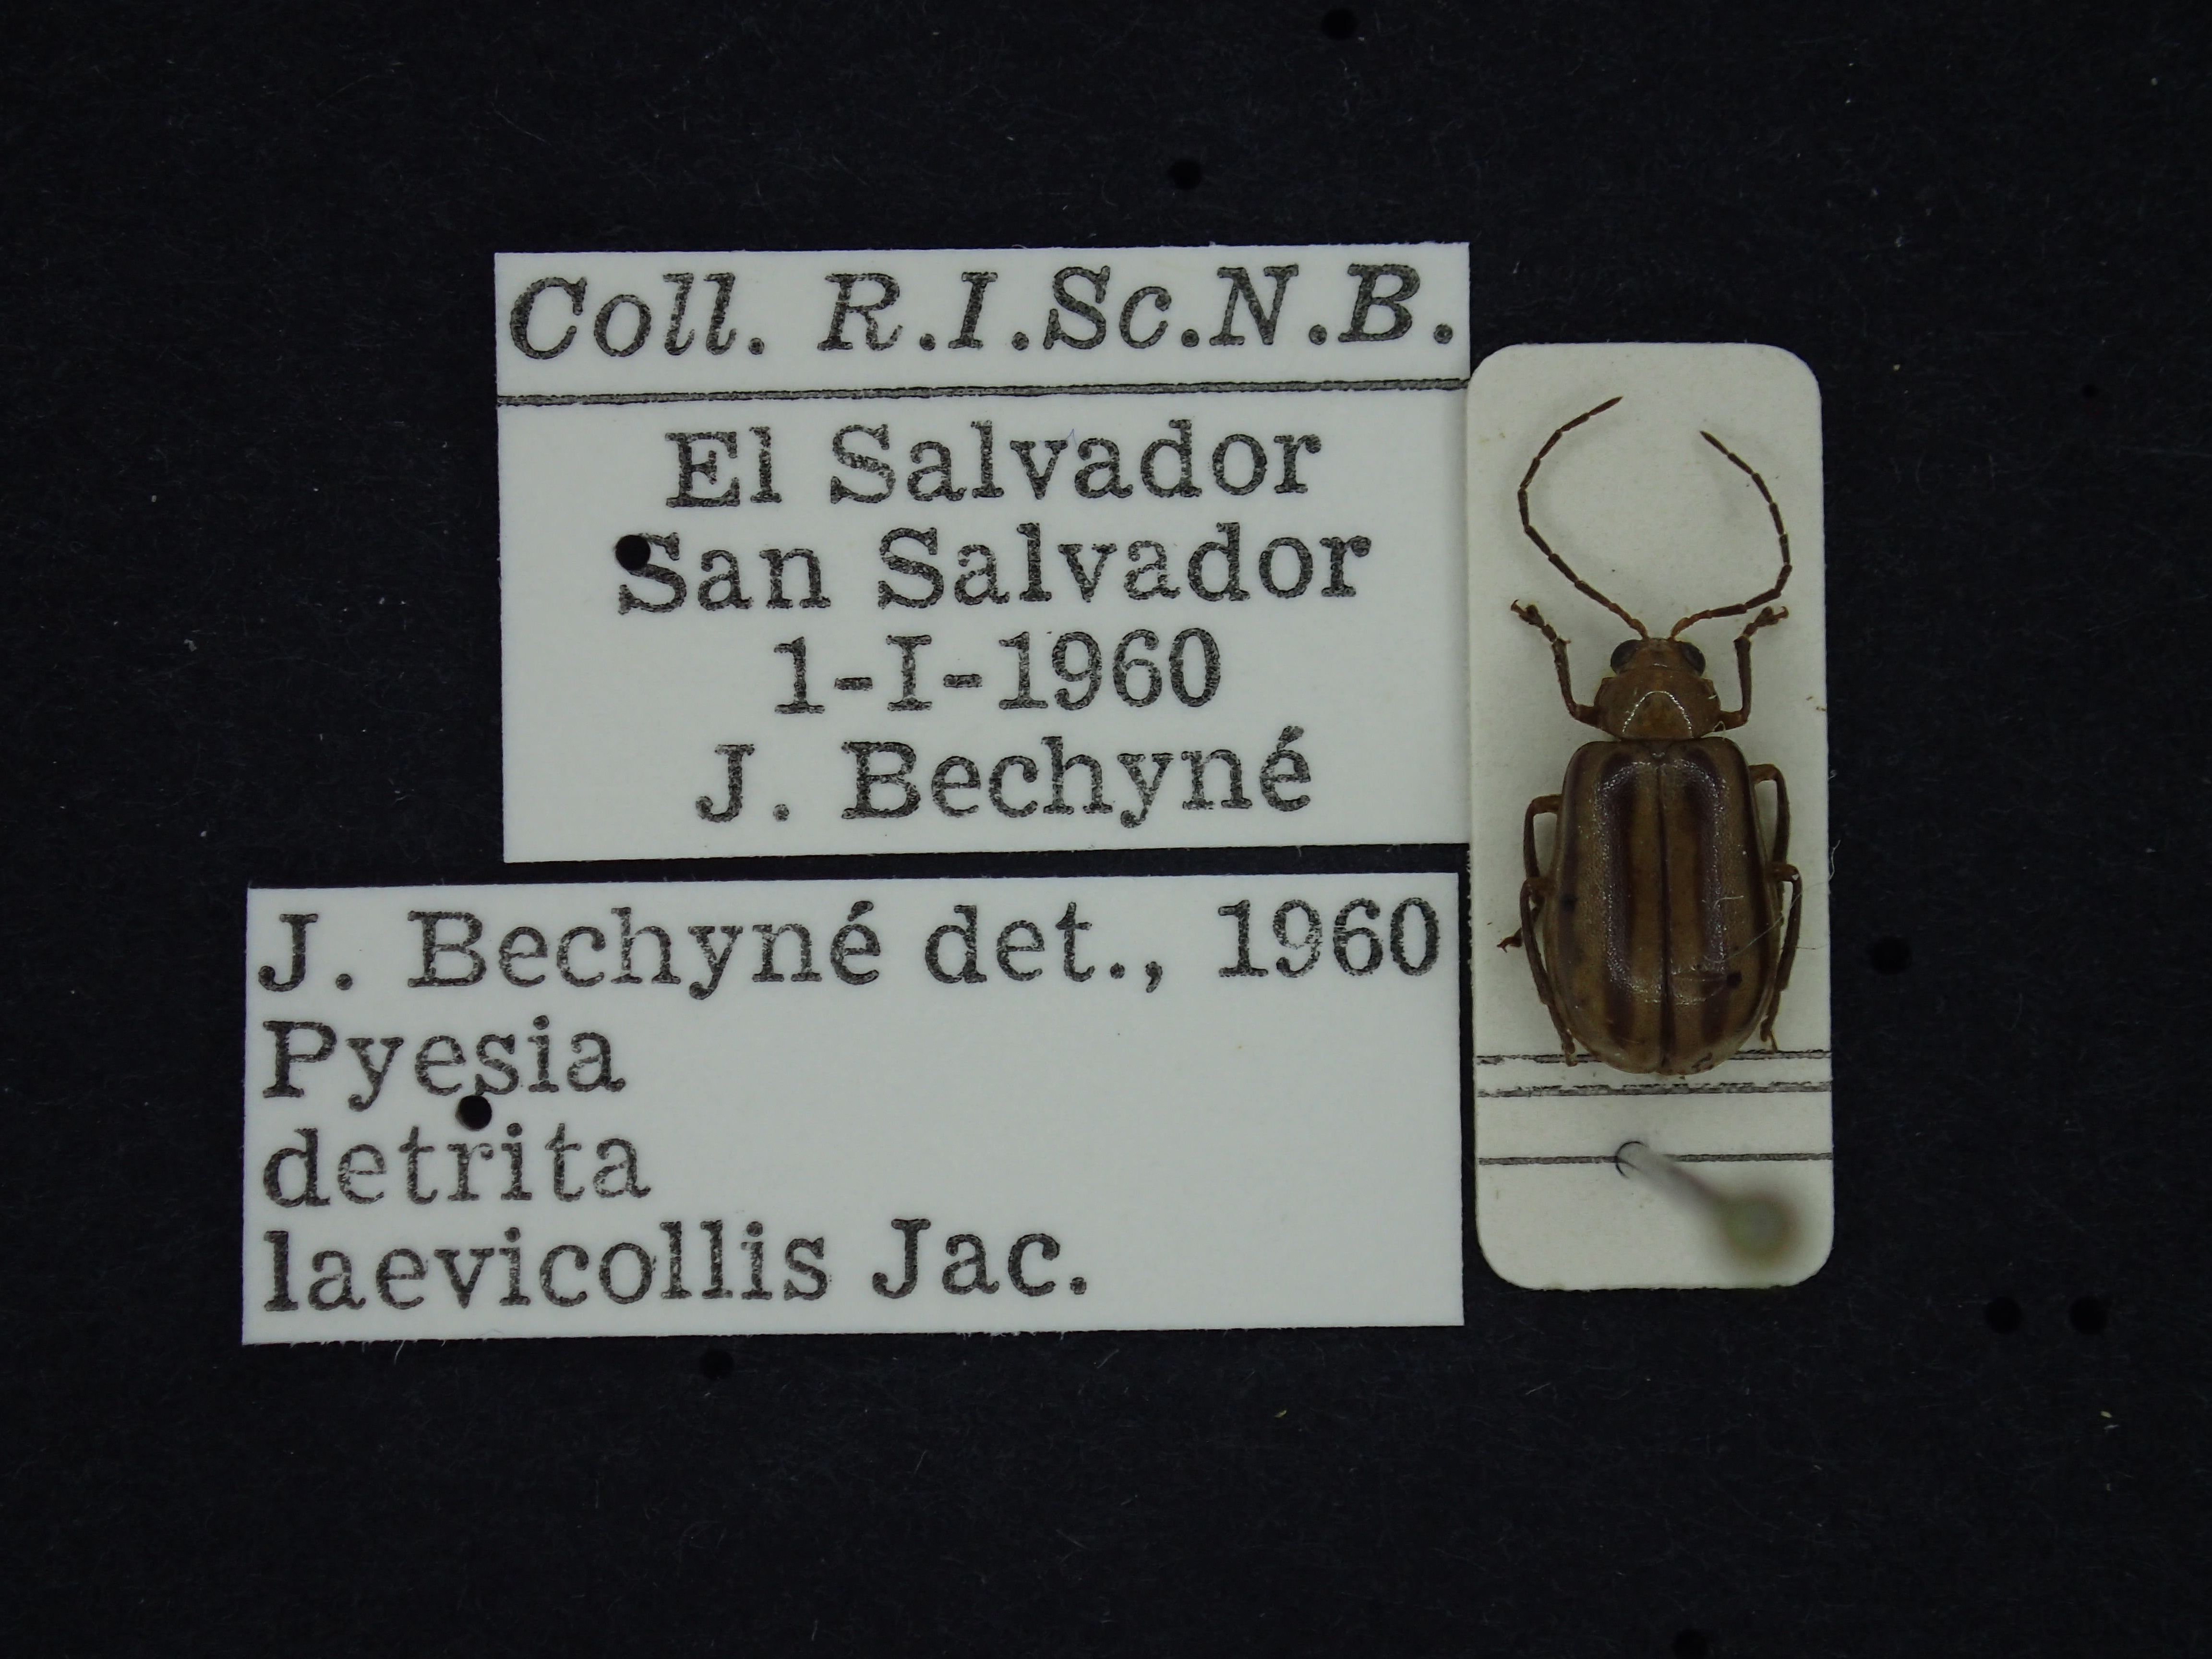 Coll. R.I.Sc.N.B.
El Salvador
San Salvador
1-I-1960
J. Bechyné
J. Bechyné det., 1960
Pyesia
detrita
laevicollis Jac.